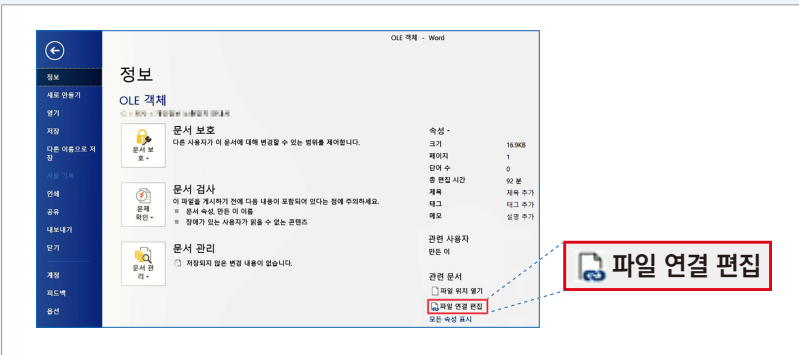 OLE 객체 - Word
정보
새로 만들기
열기
저장
다른 이름으로 저
장
사용 기록
인쇄
공유
내보내기
닫기
계정
피드백
옵션
정보
OLE 객체
문서 보
호
문서 보호
다른 사용자가 이 문서에 대해 변경할 수 있는 범위를 제어합니다.
문제
확인
문서 검사
이 파일을 게시하기 전에 다음 내용이 포함되어 있다는 점에 주의하세요.
문서 속성, 만든 이 이름
장애가 있는 사용자가 읽을 수 없는 콘텐츠
문서 관
리
문서 관리
저장되지 않은 변경 내용이 없습니다.
속성
크기 16.9KB
페이지 1
단어 수 0
총 편집 시간 92 분
제목 제목 추가
태그 태그 추가
메모 설명 추가
관련 사용자
만든 이
관련 문서
파일 위치 열기
파일 연결 편집
모든 속성 표시
파일 연결 편집